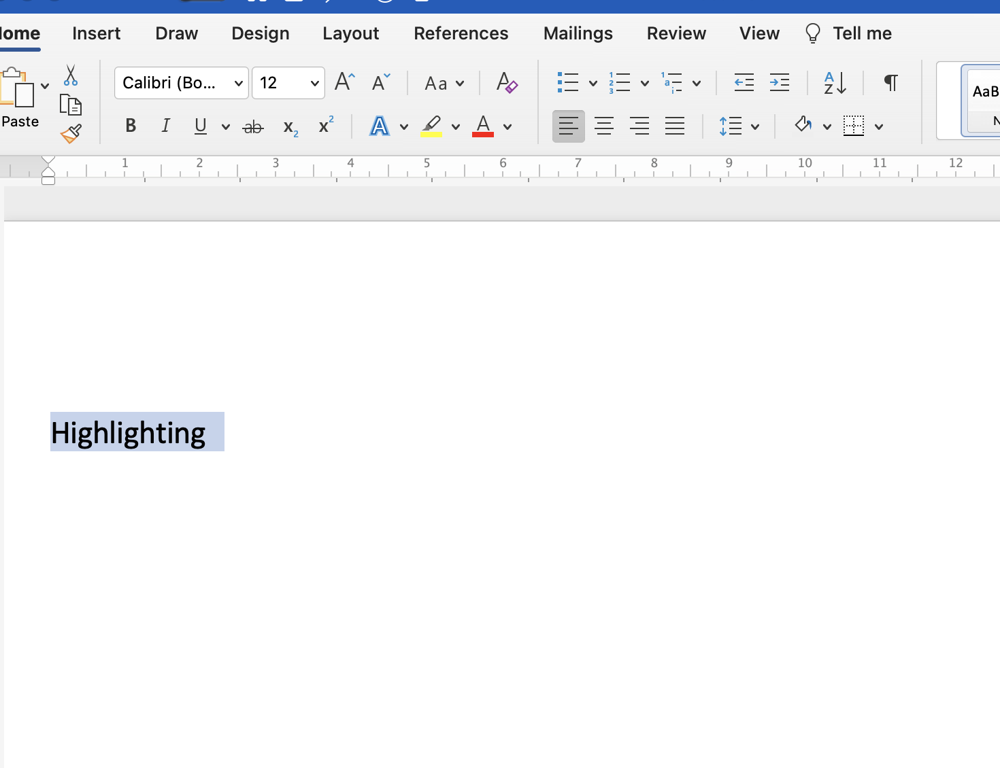 ome Insert Draw Design Layout References Mailings Review View Tell me
Calibri (Bo... 12 Aa AaB
Paste B I U ab x2 x2 A A N
1 2 3 4 5 6 7 8 9 10 11 12
Highlighting